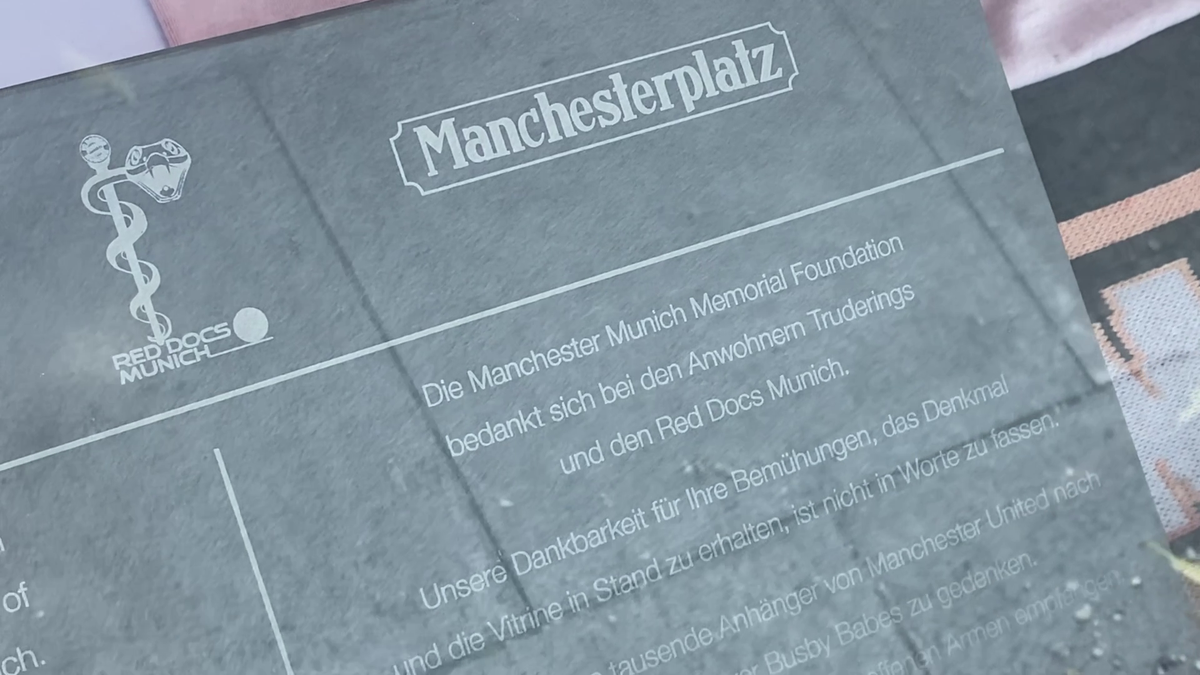 Manchesterplatz
RED DOCS
MUNICH
of
ch.
Die Manchester Munich Memorial Foundation
bedankt sich bei den Anwohnern Truderings
und den Red Docs Munich.
Unsere Dankbarkeit für Ihre Bemühungen, das Denkmal
und die Vitrine in Stand zu erhalten, ist nicht in Worte zu fassen.
tausende Anhänger von Manchester United nach
Busby Babes zu gedenken.
Armen empfangen